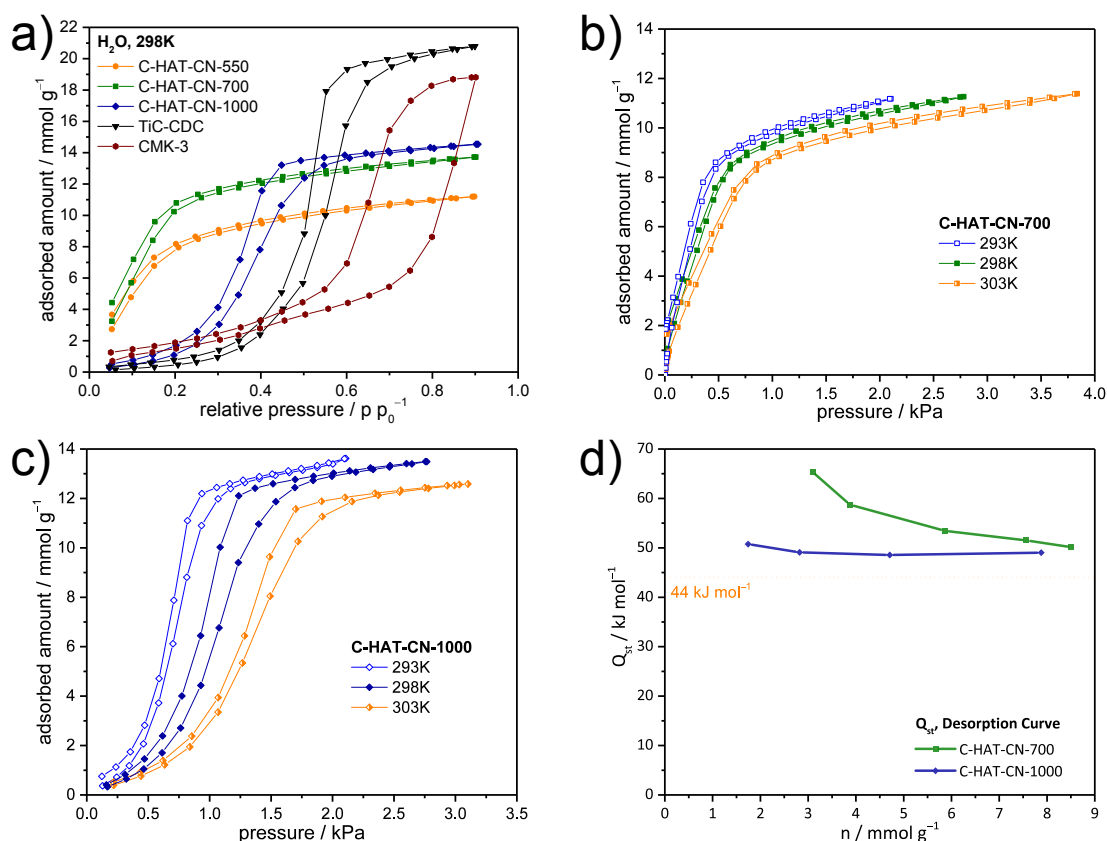 a)
H₂O, 298K
C-HAT-CN-550
C-HAT-CN-700
C-HAT-CN-1000
TiC-CDC
CMK-3
adsorbed amount / mmol g⁻¹
22
20
18
16
14
12
10
8
6
4
2
0
0.0 0.2 0.4 0.6 0.8 1.0
relative pressure / p p₀⁻¹
b)
adsorbed amount / mmol g⁻¹
14
12
10
8
6
4
2
0
C-HAT-CN-700
293K
298K
303K
0.0 0.5 1.0 1.5 2.0 2.5 3.0 3.5 4.0
pressure / kPa
c)
adsorbed amount / mmol g⁻¹
14
12
10
8
6
4
2
0
C-HAT-CN-1000
293K
298K
303K
0.0 0.5 1.0 1.5 2.0 2.5 3.0 3.5
pressure / kPa
d)
Qst / kJ mol⁻¹
70
60
50
40
30
20
10
0
44 kJ mol⁻¹
Qst, Desorption Curve
C-HAT-CN-700
C-HAT-CN-1000
0 1 2 3 4 5 6 7 8 9
n / mmol g⁻¹